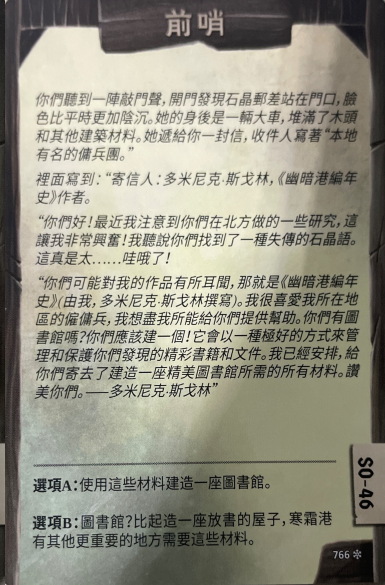 前哨
你們聽到一陣敲門聲，開門發現石晶郵差站在門口，臉
色比平時更加陰沉。她的身後是一輛大車，堆滿了木頭
和其他建築材料。她遞給你一封信，收件人寫著“本地
有名的傭兵團。”
裡面寫到：“寄信人：多米尼克·斯戈林，《幽暗港編年
史》作者。
“你們好！最近我注意到你們在北方做的一些研究，這
讓我非常興奮！我聽說你們找到了一種失傳的石晶語。
這真是太……哇哦了！
“你們可能對我的作品有所耳聞，那就是《幽暗港編年
史》（由我，多米尼克·斯戈林撰寫）。我很喜愛我所在地
區的僱傭兵，我想盡我所能給你們提供幫助。你們有圖
書館嗎？你們應該建一個！它會以一種極好的方式來管
理和保護你們發現的精彩書籍和文件。我已經安排，給
你們寄去了建造一座精美圖書館所需的所有材料。讚
美你們。——多米尼克·斯戈林”
選項A：使用這些材料建造一座圖書館。
選項B：圖書館？比起造一座放書的屋子，寒霜港
有其他更重要的地方需要這些材料。
SO-46
766